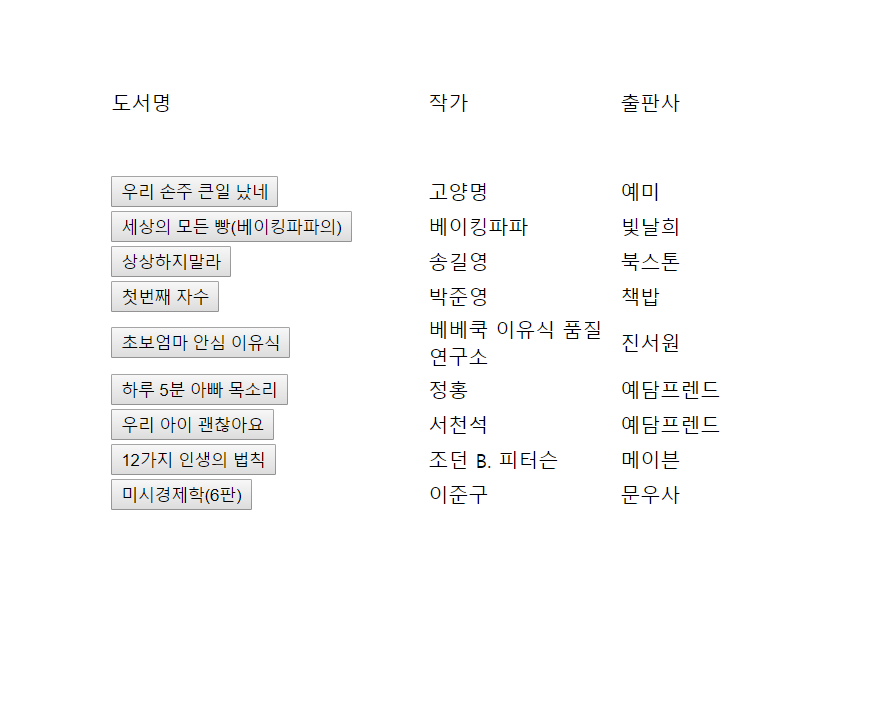 도서명 작가 출판사
우리 손주 큰일 났네 고양명 예미
세상의 모든 빵(베이킹파파의) 베이킹파파 빛날희
상상하지말라 송길영 북스톤
첫번째 자수 박준영 책밥
초보엄마 안심 이유식 베베쿡 이유식 품질 연구소 진서원
하루 5분 아빠 목소리 정홍 예담프렌드
우리 아이 괜찮아요 서천석 예담프렌드
12가지 인생의 법칙 조던 B. 피터슨 메이븐
미시경제학(6판) 이준구 문우사